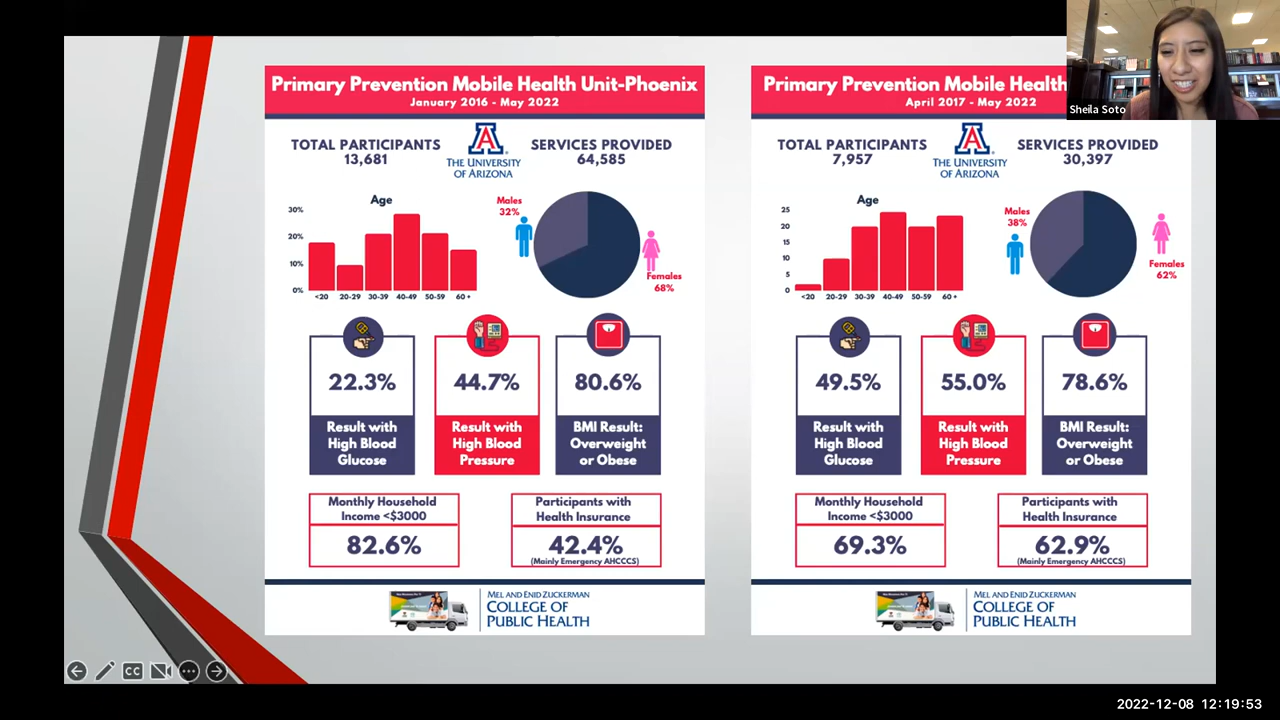 Primary Prevention Mobile Health Unit-Phoenix
January 2016 - May 2022
TOTAL PARTICIPANTS
13,681
A
THE UNIVERSITY
OF ARIZONA
SERVICES PROVIDED
64,585
Age
30%
20%
10%
0%
<20 20-29 30-39 40-49 50-59 60 +
Males
32%
Females
68%
22.3%
Result with
High Blood
Glucose
44.7%
Result with
High Blood
Pressure
80.6%
BMI Result:
Overweight
or Obese
Monthly Household
Income <$3000
82.6%
Participants with
Health Insurance
42.4%
(Mainly Emergency AHCCCS)
MEL AND ENID ZUCKERMAN
COLLEGE OF
PUBLIC HEALTH
Primary Prevention Mobile Health
April 2017 - May 2022
TOTAL PARTICIPANTS
7,957
A
THE UNIVERSITY
OF ARIZONA
SERVICES PROVIDED
30,397
Age
25
20
15
10
5
0
<20 20-29 30-39 40-49 50-59 60 +
Males
38%
Females
62%
49.5%
Result with
High Blood
Glucose
55.0%
Result with
High Blood
Pressure
78.6%
BMI Result:
Overweight
or Obese
Monthly Household
Income <$3000
69.3%
Participants with
Health Insurance
62.9%
(Mainly Emergency AHCCCS)
MEL AND ENID ZUCKERMAN
COLLEGE OF
PUBLIC HEALTH
Sheila Soto
CC
2022-12-08 12:19:53